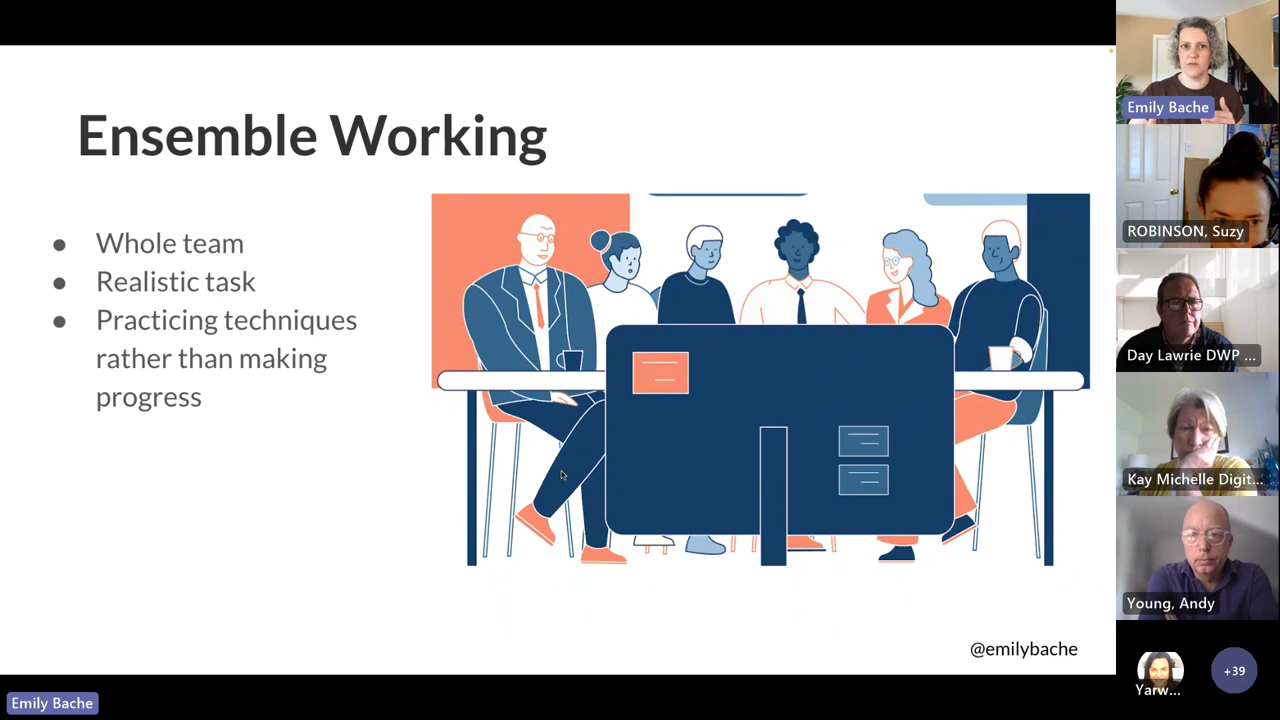 Ensemble Working
● Whole team
● Realistic task
● Practicing techniques
rather than making
progress
@emilybache
Emily Bache
Emily Bache
ROBINSON, Suzy
Day Lawrie DWP ...
Kay Michelle Digit...
Young, Andy
Yarw...
+39